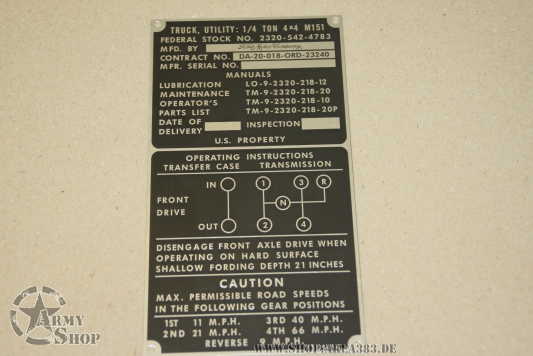 TRUCK, UTILITY: 1/4 TON 4×4 M151
FEDERAL STOCK NO. 2320-542-4783
MFD. BY
CONTRACT NO. DA-20-018-ORD-23240
MFR. SERIAL NO.
MANUALS
LUBRICATION LO-9-2320-218-12
MAINTENANCE TM-9-2320-218-20
OPERATOR'S TM-9-2320-218-10
PARTS LIST TM-9-2320-218-20P
DATE OF
DELIVERY INSPECTION
U.S. PROPERTY
OPERATING INSTRUCTIONS
TRANSFER CASE TRANSMISSION
IN 1 3 R
FRONT
DRIVE N
OUT 2 4
DISENGAGE FRONT AXLE DRIVE WHEN
OPERATING ON HARD SURFACE
SHALLOW FORDING DEPTH 21 INCHES
CAUTION
MAX. PERMISSIBLE ROAD SPEEDS
IN THE FOLLOWING GEAR POSITIONS
1ST 11 M.P.H. 3RD 40 M.P.H.
2ND 21 M.P.H. 4TH 66 M.P.H.
REVERSE 9 M.P.H.
ARMY
SHOP